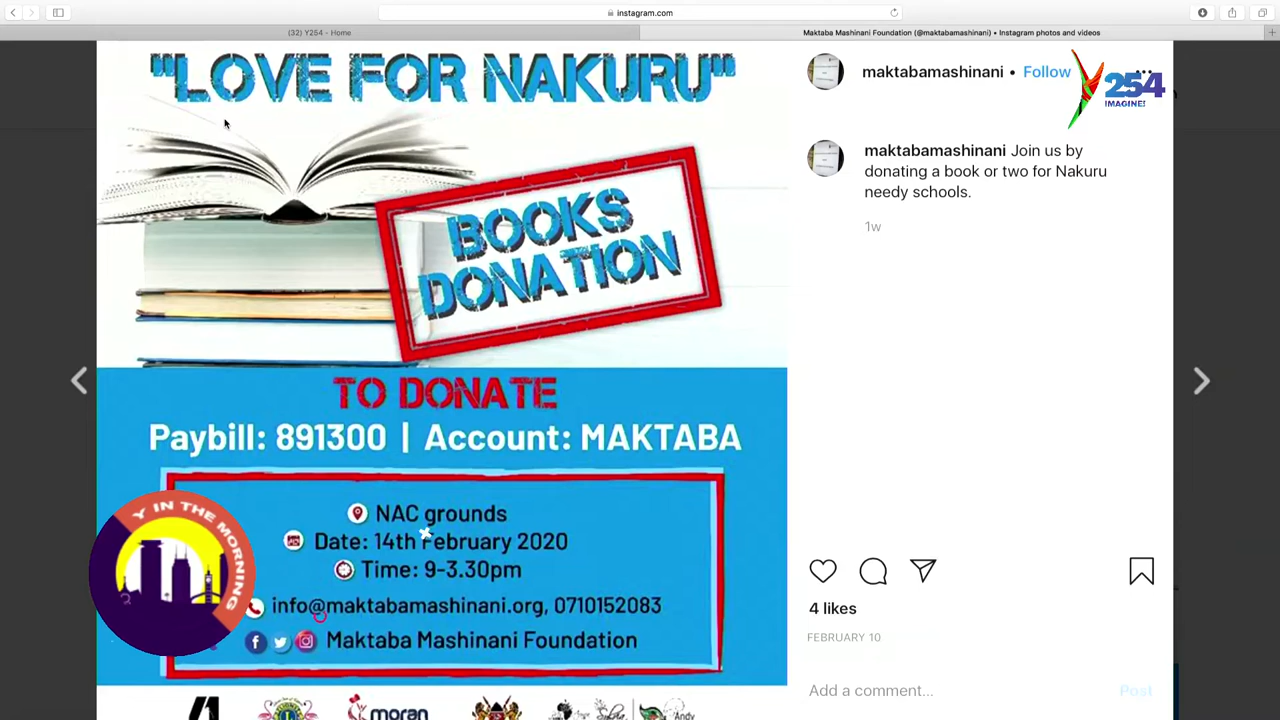 instagram.com
(32) Y254 - Home
Maktaba Mashinani Foundation (@maktabamashinani) • Instagram photos and videos
"LOVE FOR NAKURU"
BOOKS
DONATION
TO DONATE
Paybill: 891300 | Account: MAKTABA
NAC grounds
Date: 14th February 2020
Time: 9-3.30pm
info@maktabamashinani.org, 0710152083
Maktaba Mashinani Foundation
moran
Andy
Y IN THE MORNING
maktabamashinani • Follow
Y254
IMAGINE!
maktabamashinani Join us by
donating a book or two for Nakuru
needy schools.
1w
4 likes
FEBRUARY 10
Add a comment...
Post